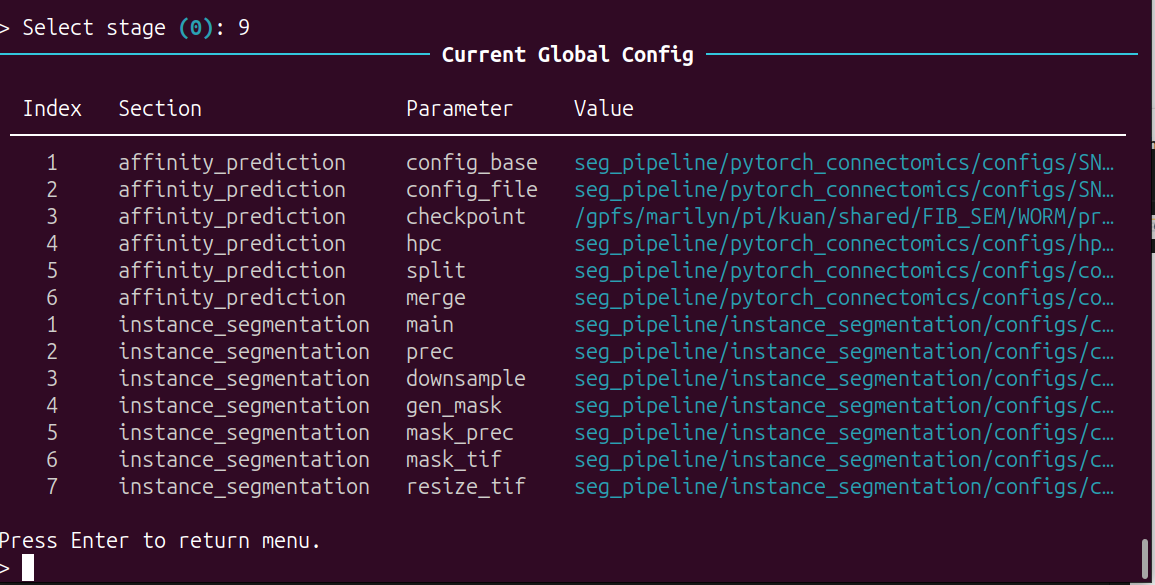 > Select stage (0): 9
Current Global Config
Index Section Parameter Value
1 affinity_prediction config_base seg_pipeline/pytorch_connectomics/configs/SN…
2 affinity_prediction config_file seg_pipeline/pytorch_connectomics/configs/SN…
3 affinity_prediction checkpoint /gpfs/marilyn/pi/kuan/shared/FIB_SEM/WORM/pr…
4 affinity_prediction hpc seg_pipeline/pytorch_connectomics/configs/hp…
5 affinity_prediction split seg_pipeline/pytorch_connectomics/configs/co…
6 affinity_prediction merge seg_pipeline/pytorch_connectomics/configs/co…
1 instance_segmentation main seg_pipeline/instance_segmentation/configs/c…
2 instance_segmentation prec seg_pipeline/instance_segmentation/configs/c…
3 instance_segmentation downsample seg_pipeline/instance_segmentation/configs/c…
4 instance_segmentation gen_mask seg_pipeline/instance_segmentation/configs/c…
5 instance_segmentation mask_prec seg_pipeline/instance_segmentation/configs/c…
6 instance_segmentation mask_tif seg_pipeline/instance_segmentation/configs/c…
7 instance_segmentation resize_tif seg_pipeline/instance_segmentation/configs/c…
Press Enter to return menu.
>